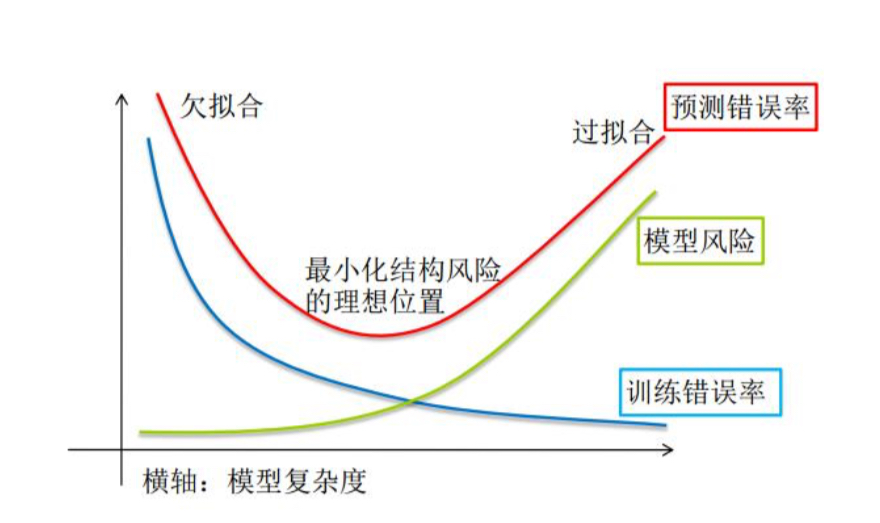 欠拟合
预测错误率
过拟合
模型风险
最小化结构风险
的理想位置
训练错误率
横轴：模型复杂度